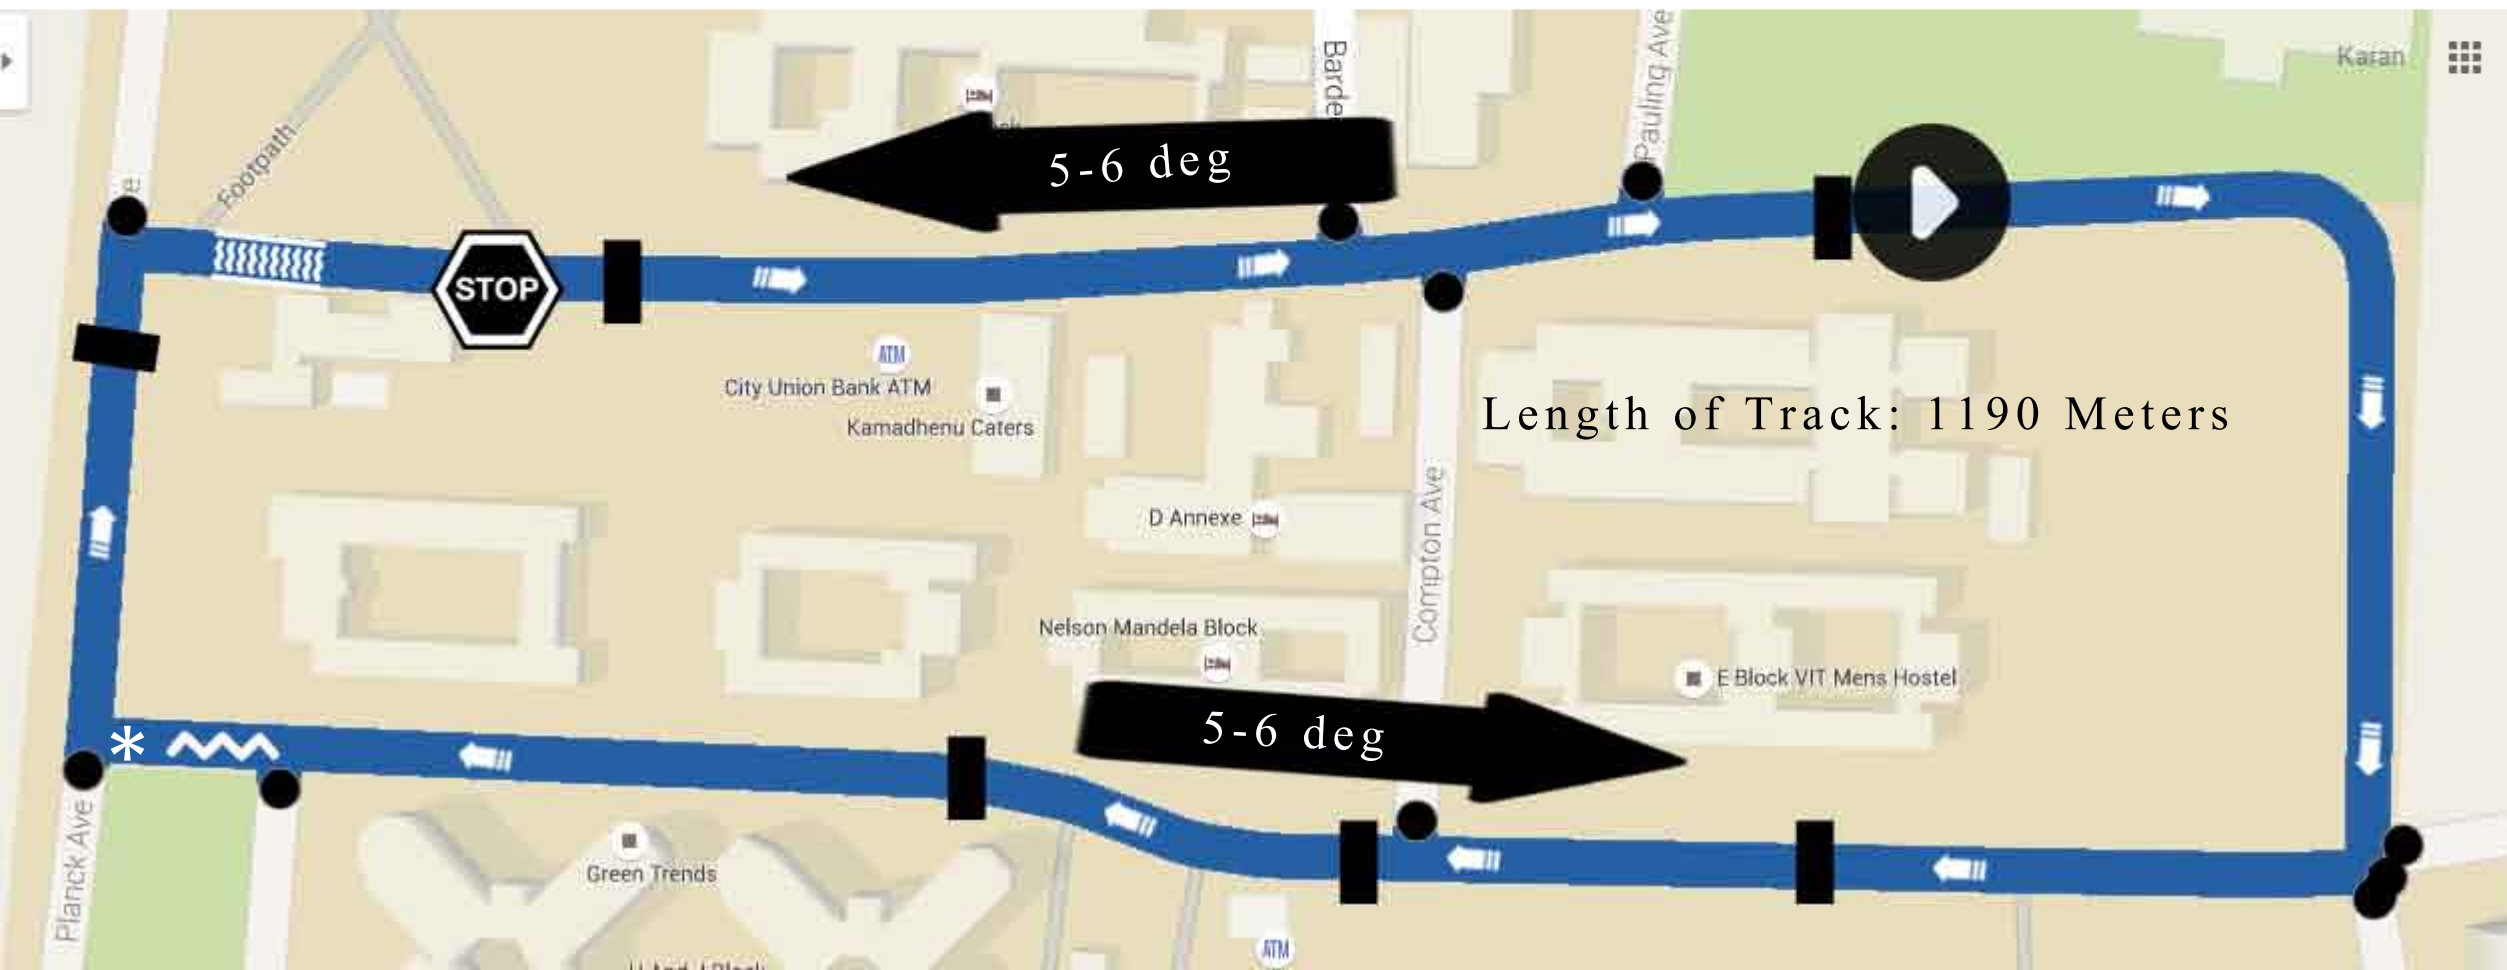 Karan
Barde
Pauling Ave
Footpath
e
5-6 deg
STOP
ATM
City Union Bank ATM
Kamadhenu Caters
Length of Track: 1190 Meters
D Annexe
Compton Ave
Nelson Mandela Block
E Block VIT Mens Hostel
5-6 deg
*
Planck Ave
Green Trends
ATM